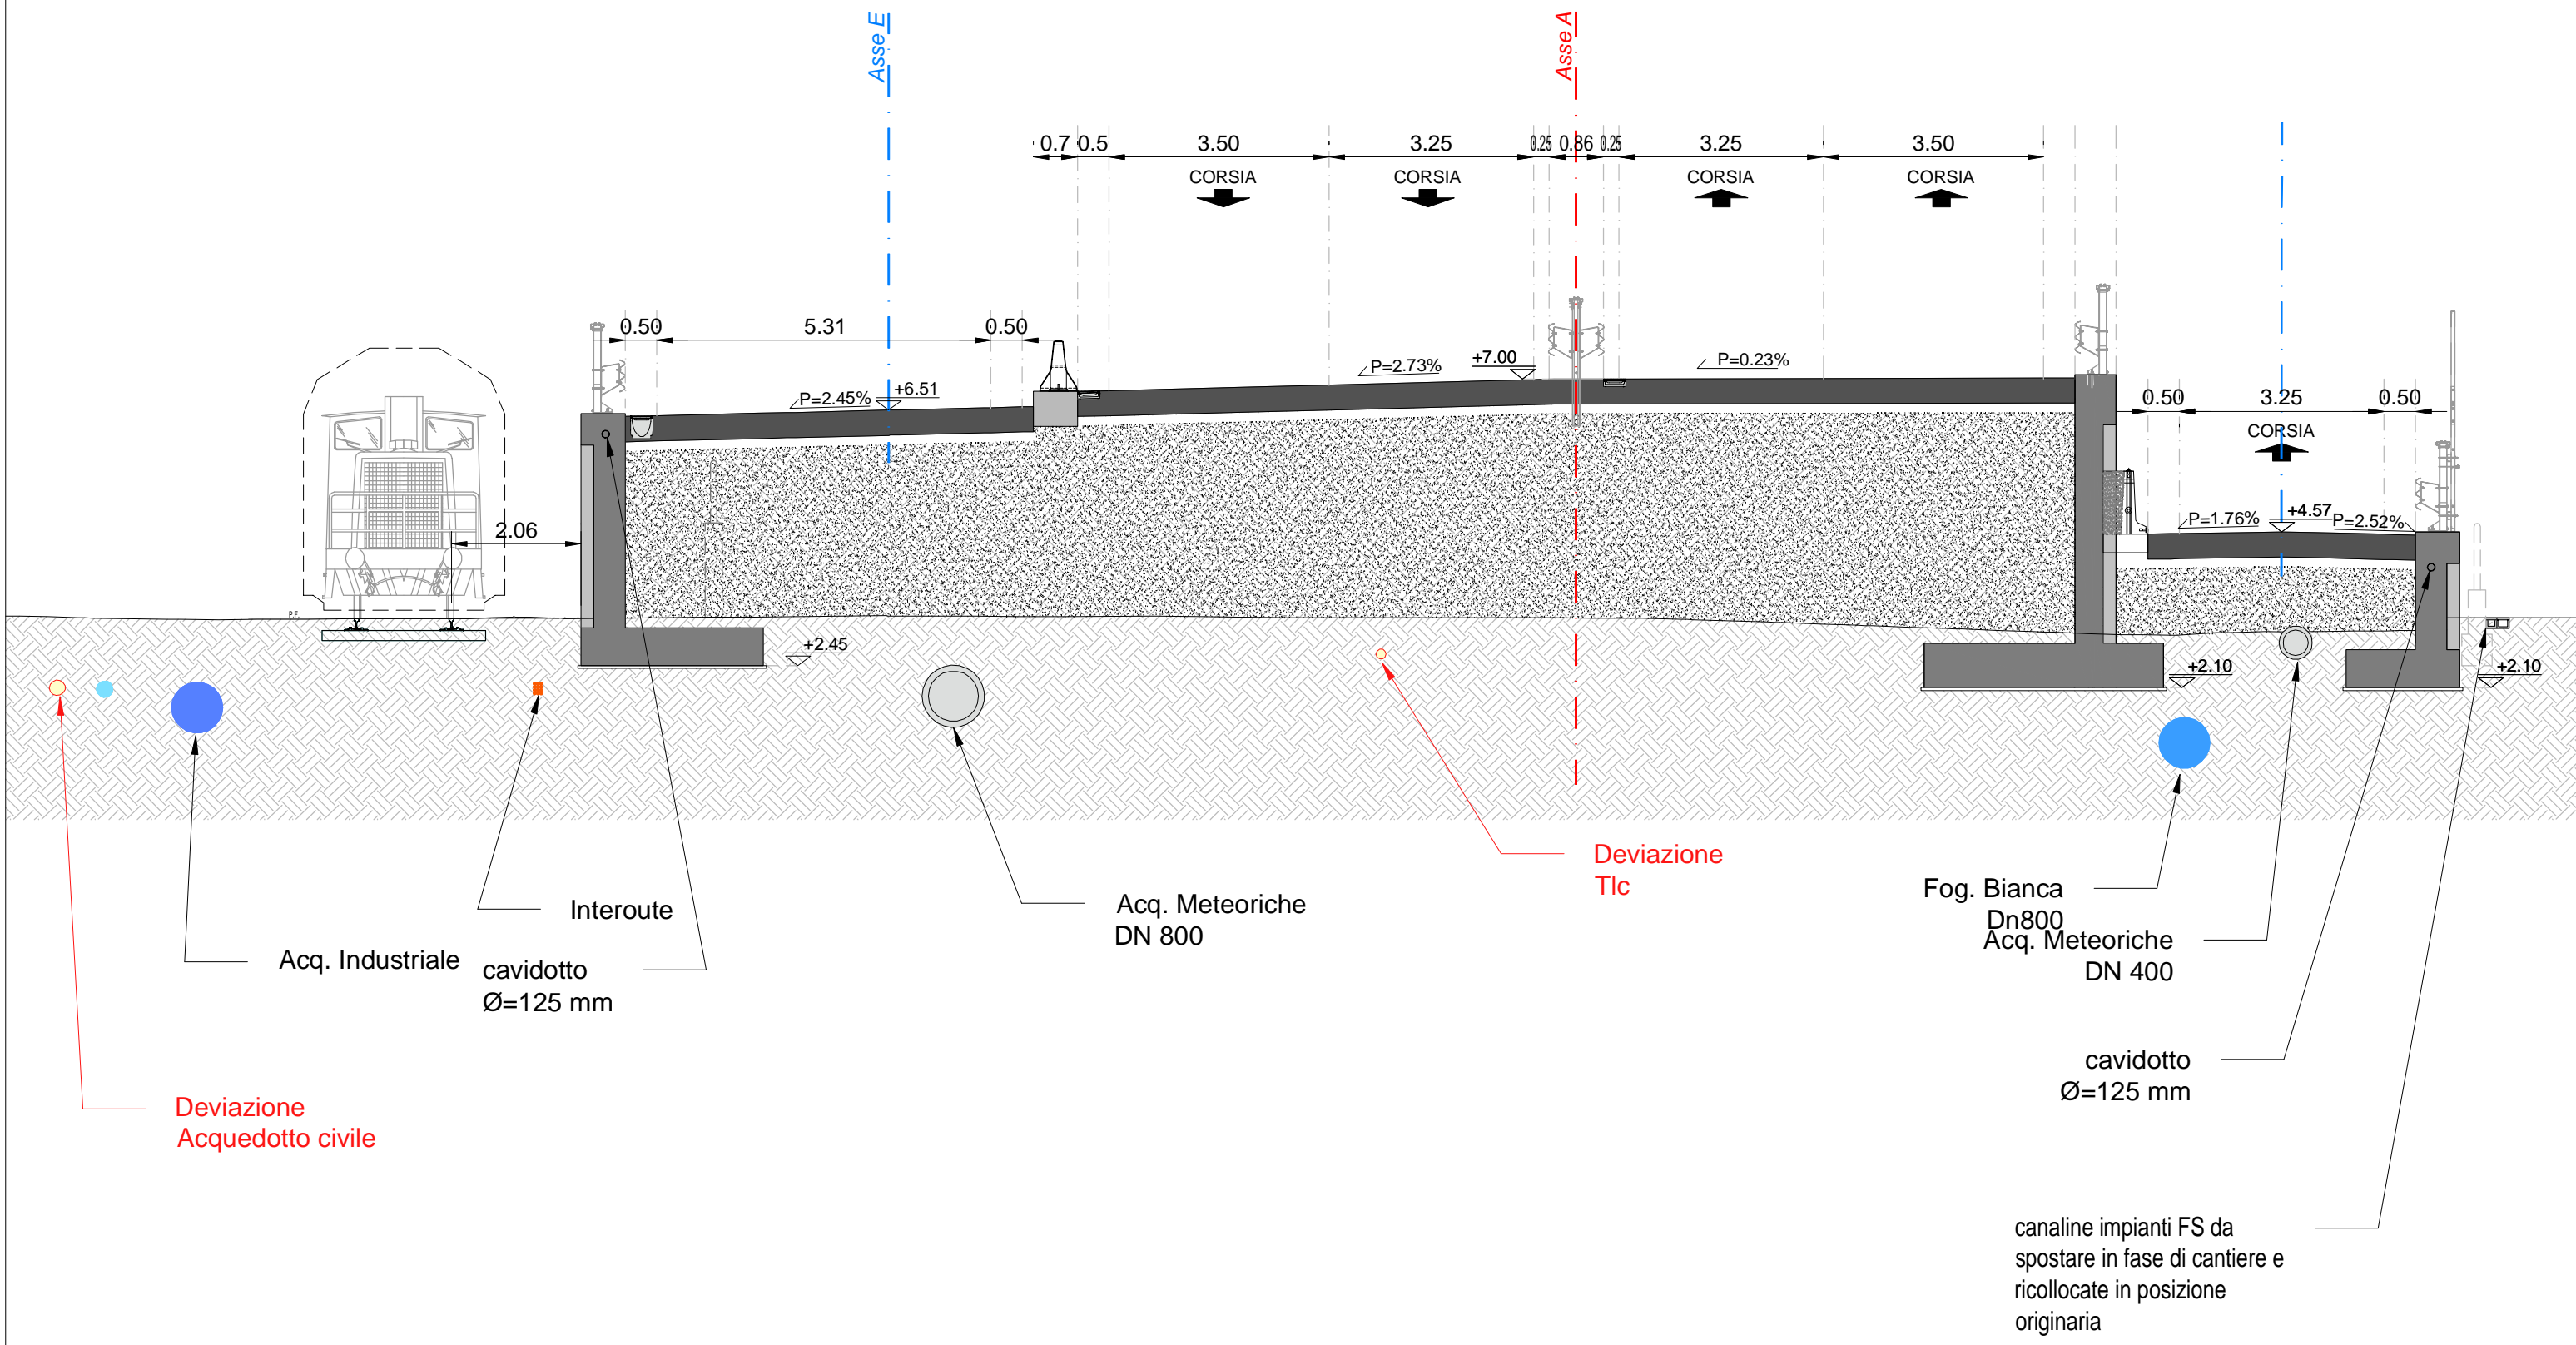 Asse E
Asse A
0.7
0.5
3.50
3.25
0.25
0.86
0.25
3.25
3.50
CORSIA
CORSIA
CORSIA
CORSIA
0.50
5.31
0.50
P=2.45%
+6.51
P=2.73%
+7.00
P=0.23%
0.50
3.25
0.50
CORSIA
P=1.76%
+4.57
P=2.52%
2.06
P.F.
+2.45
+2.10
+2.10
Deviazione
Tlc
Interoute
Acq. Meteoriche
DN 800
Fog. Bianca
Dn800
Acq. Meteoriche
DN 400
Acq. Industriale
cavidotto
Ø=125 mm
cavidotto
Ø=125 mm
Deviazione
Acquedotto civile
canaline impianti FS da
spostare in fase di cantiere e
ricollocate in posizione
originaria